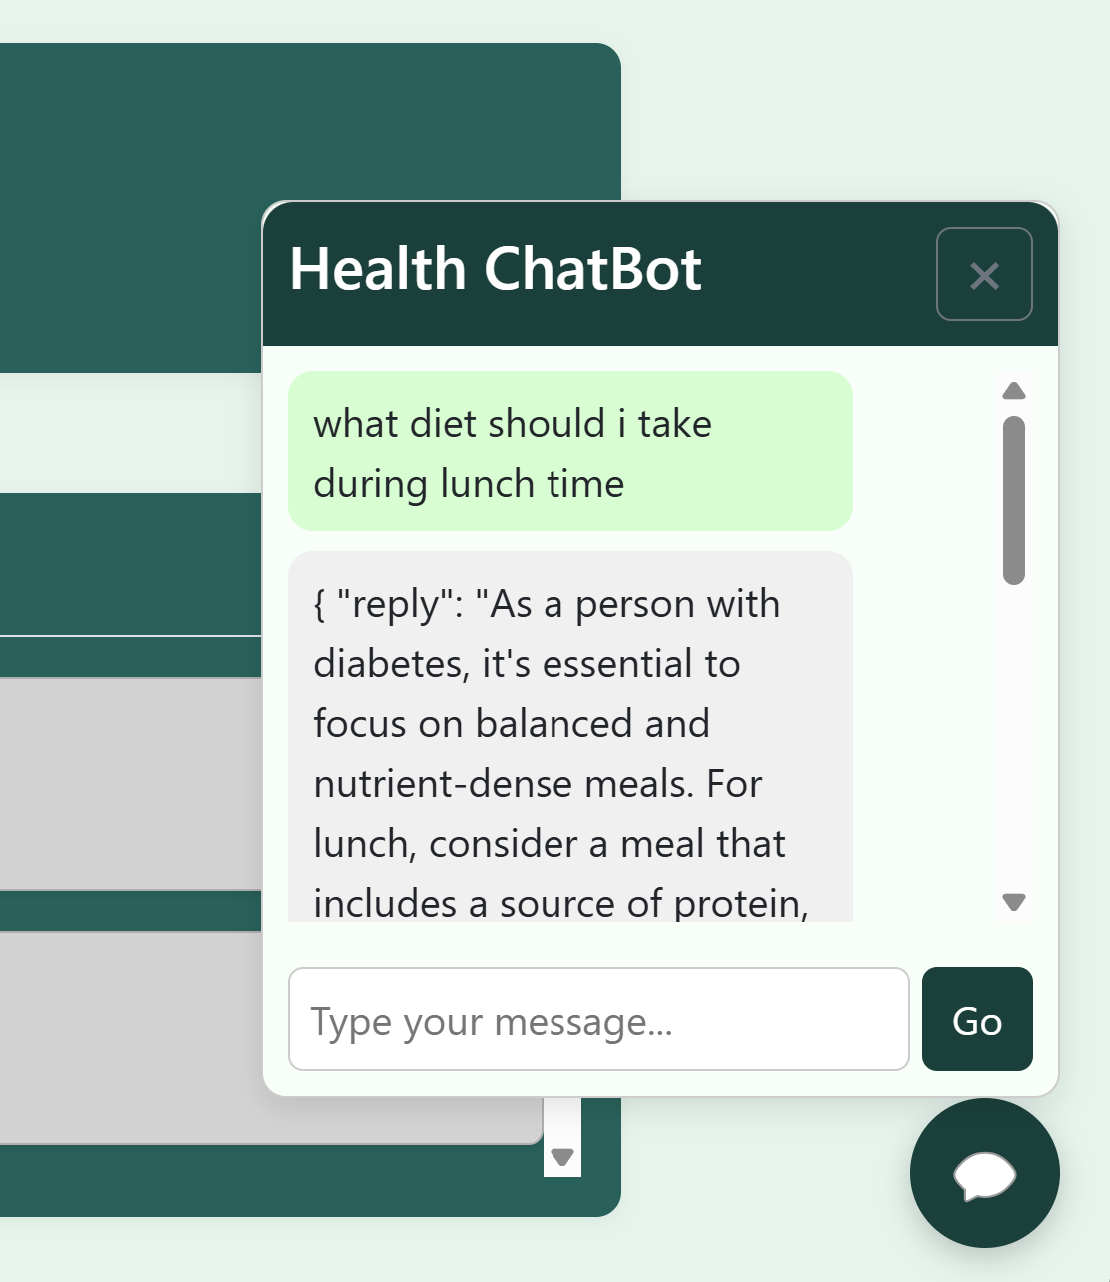 Health ChatBot
what diet should i take
during lunch time
{ "reply": "As a person with
diabetes, it's essential to
focus on balanced and
nutrient-dense meals. For
lunch, consider a meal that
includes a source of protein,
Type your message...
Go